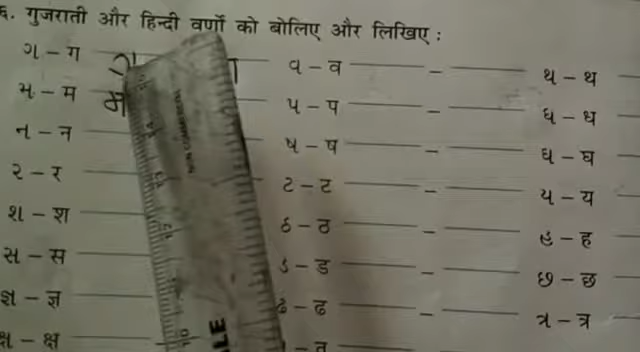 ६. गुजराती और हिन्दी वर्णों को बोलिए और लिखिए :
ગ – ग
મ – म
ન – न
ર – र
શ – श
સ – स
જ્ઞ – ज्ञ
ક્ષ – क्ष
વ – व –
પ – प –
ષ – ष –
ટ – ट –
ઠ – ठ –
ડ – ड –
ઢ – ढ –
– त
થ – थ
ધ – ध
ઘ – घ
ય – य
હ – ह
છ – छ
ત્ર – त्र